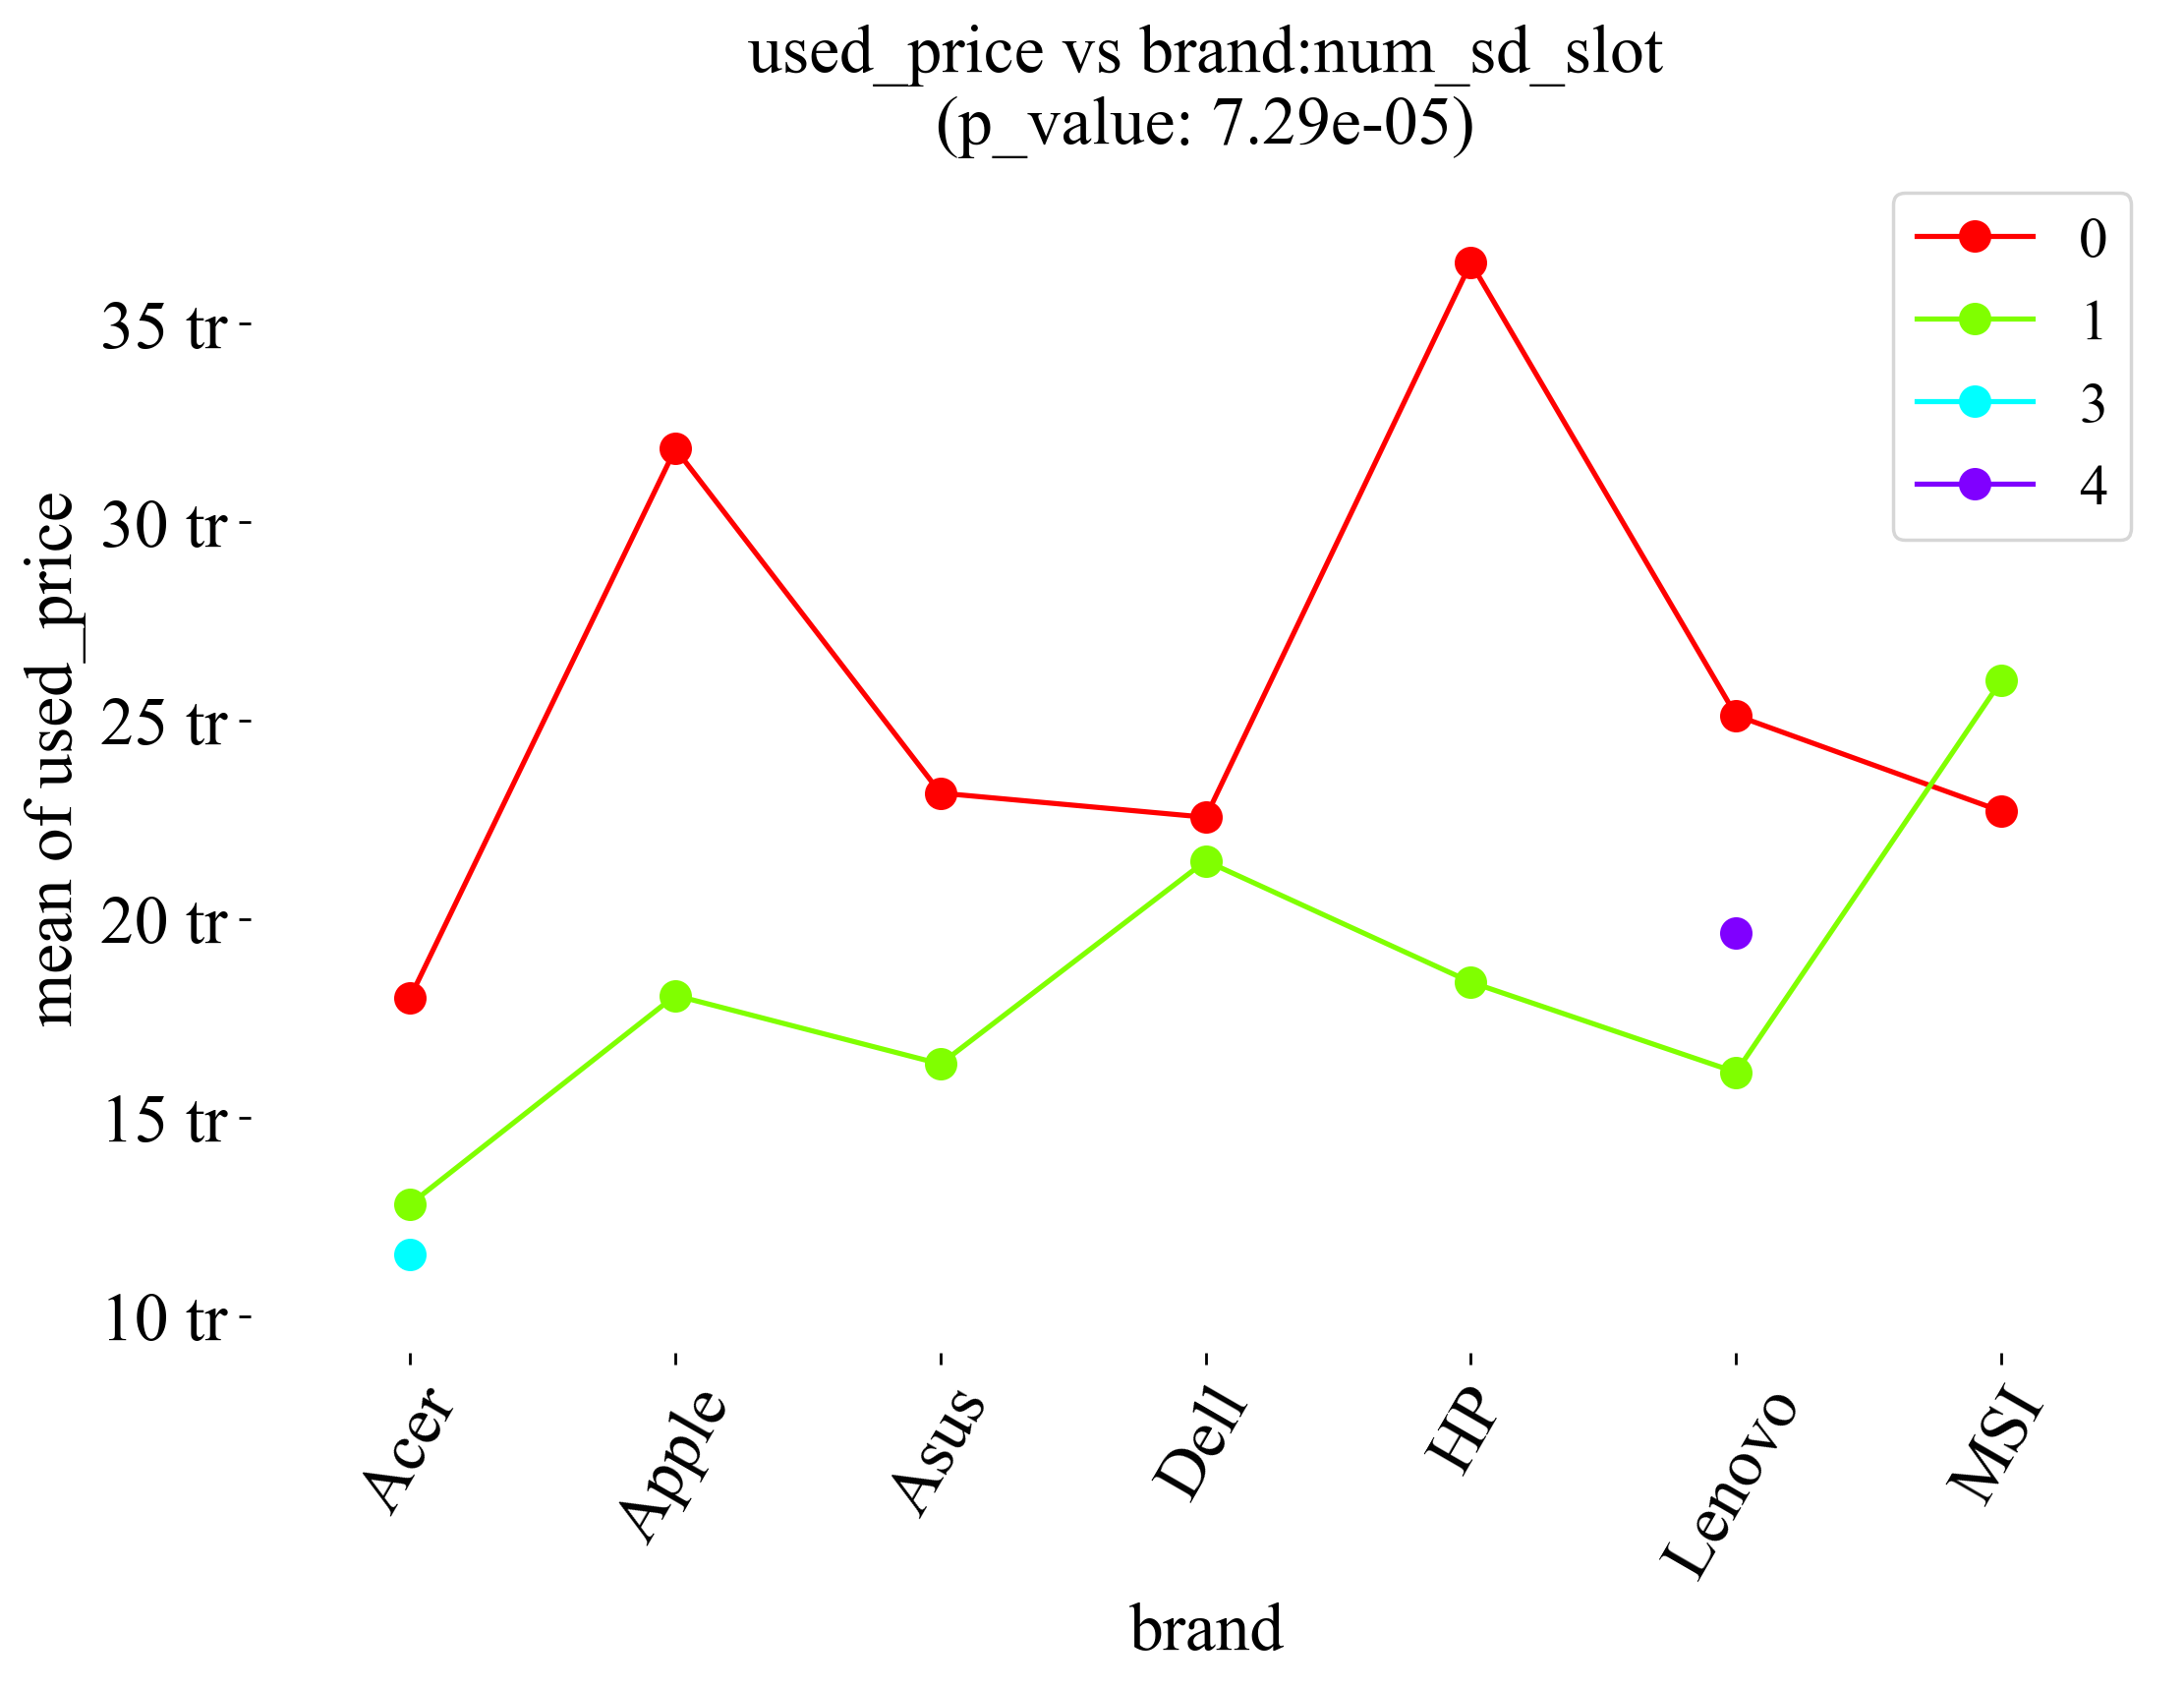 used_price vs brand:num_sd_slot
(p_value: 7.29e-05)
0
1
3
4
mean of used_price
35 tr
30 tr
25 tr
20 tr
15 tr
10 tr
Acer
Apple
Asus
Dell
HP
Lenovo
MSI
brand